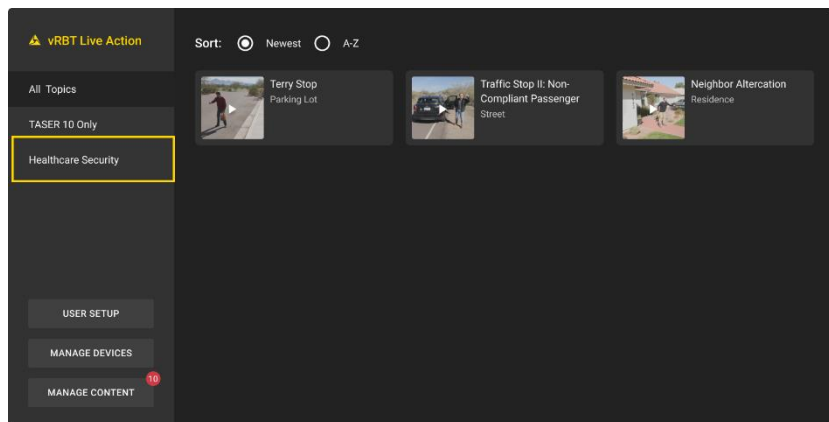 vRBT Live Action
All Topics
TASER 10 Only
Healthcare Security
USER SETUP
MANAGE DEVICES
MANAGE CONTENT
10
Sort: Newest A-Z
Terry Stop
Parking Lot
Traffic Stop II: Non-
Compliant Passenger
Street
Neighbor Altercation
Residence